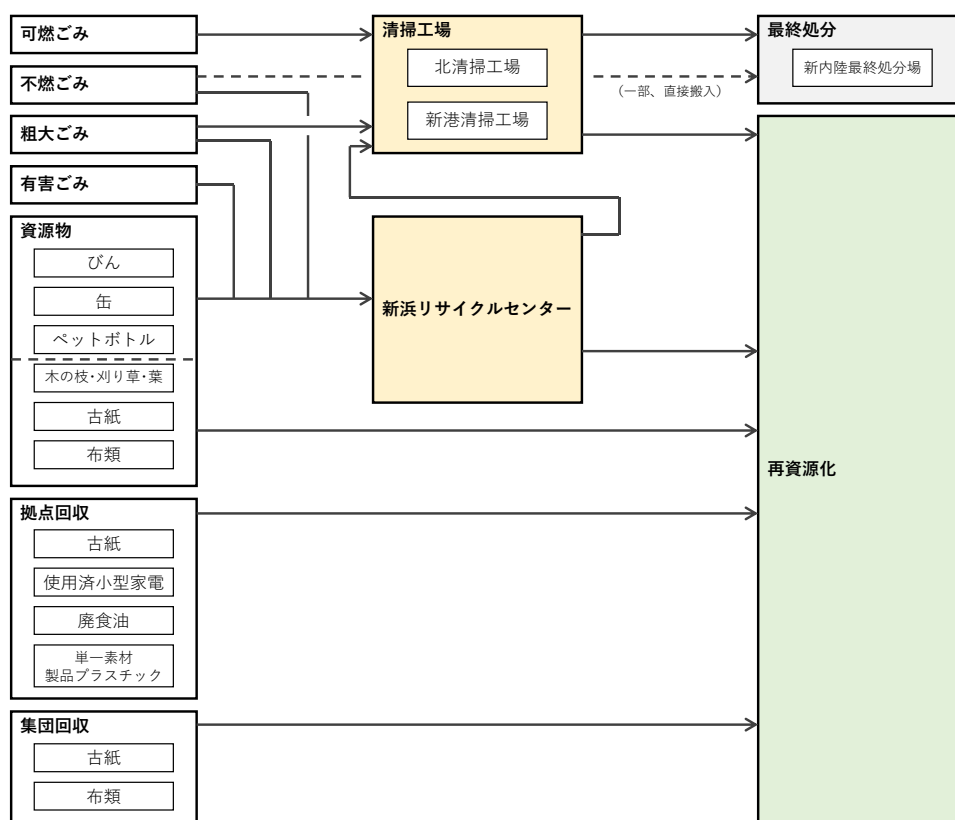 可燃ごみ
不燃ごみ
粗大ごみ
有害ごみ
資源物
びん
缶
ペットボトル
木の枝・刈り草・葉
古紙
布類
拠点回収
古紙
使用済小型家電
廃食油
単一素材
製品プラスチック
集団回収
古紙
布類
清掃工場
北清掃工場
新港清掃工場
新浜リサイクルセンター
(一部、直接搬入)
最終処分
新内陸最終処分場
再資源化